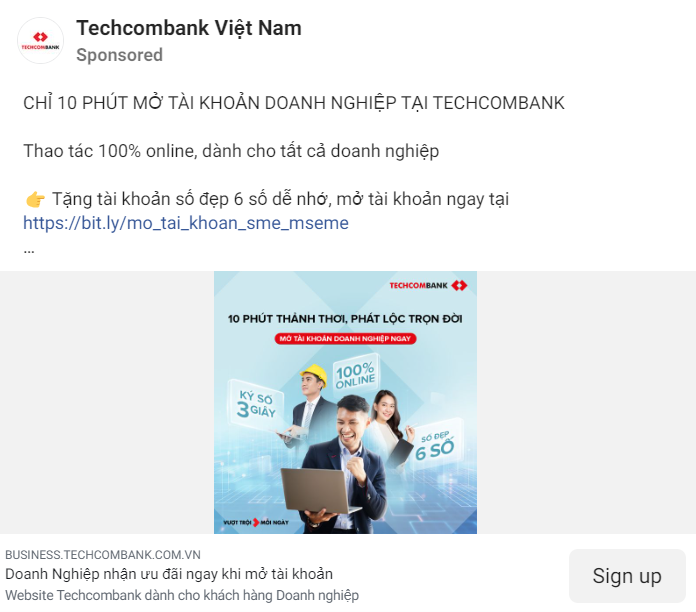 TECHCOMBANK
Techcombank Việt Nam
Sponsored
CHỈ 10 PHÚT MỞ TÀI KHOẢN DOANH NGHIỆP TẠI TECHCOMBANK
Thao tác 100% online, dành cho tất cả doanh nghiệp
👉 Tặng tài khoản số đẹp 6 số dễ nhớ, mở tài khoản ngay tại
https://bit.ly/mo_tai_khoan_sme_mseme
...
TECHCOMBANK
10 PHÚT THẢNH THƠI, PHÁT LỘC TRỌN ĐỜI
MỞ TÀI KHOẢN DOANH NGHIỆP NGAY
100%
ONLINE
KÝ SỐ
3 GIÂY
SỐ ĐẸP
6 SỐ
VƯỢT TRỘI MỖI NGÀY
BUSINESS.TECHCOMBANK.COM.VN
Doanh Nghiệp nhận ưu đãi ngay khi mở tài khoản
Website Techcombank dành cho khách hàng Doanh nghiệp
Sign up